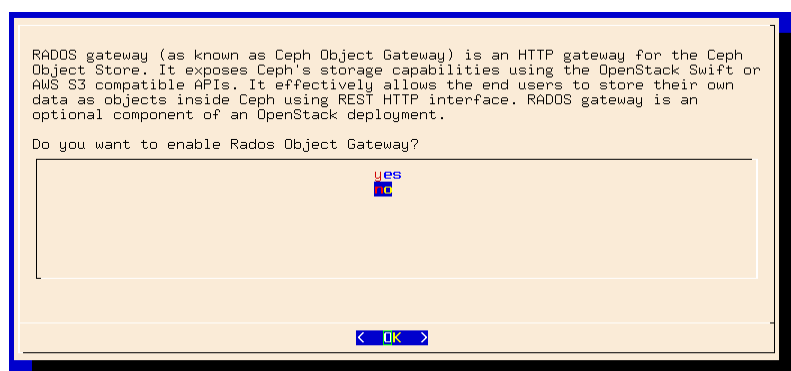 RADOS gateway (as known as Ceph Object Gateway) is an HTTP gateway for the Ceph
Object Store. It exposes Ceph's storage capabilities using the OpenStack Swift or
AWS S3 compatible APIs. It effectively allows the end users to store their own
data as objects inside Ceph using REST HTTP interface. RADOS gateway is an
optional component of an OpenStack deployment.
Do you want to enable Rados Object Gateway?
yes
no
< OK >